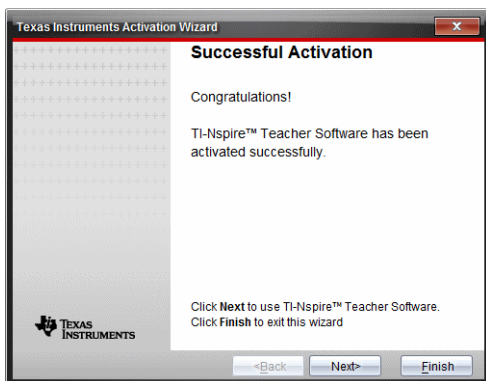 Texas Instruments Activation Wizard
x
Successful Activation
Congratulations!
TI-Nspire™ Teacher Software has been
activated successfully.
Click Next to use TI-Nspire™ Teacher Software.
Click Finish to exit this wizard
TEXAS
INSTRUMENTS
<Back Next> Finish